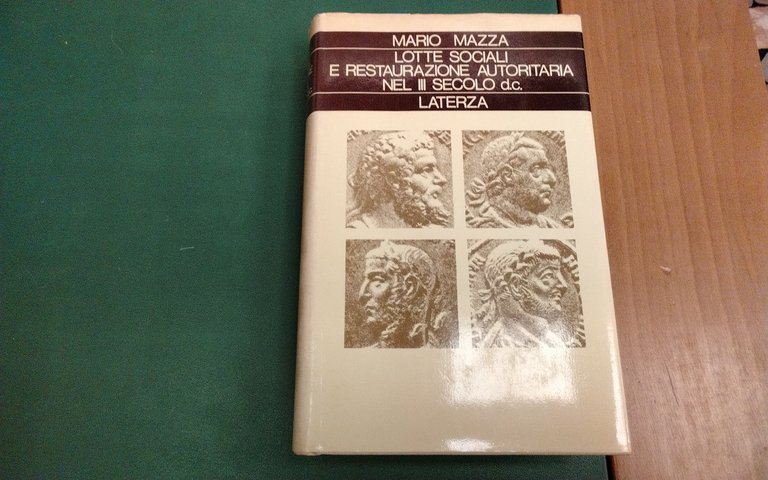 MARIO MAZZA
LOTTE SOCIALI
E RESTAURAZIONE AUTORITARIA
NEL III SECOLO d.c.
LATERZA